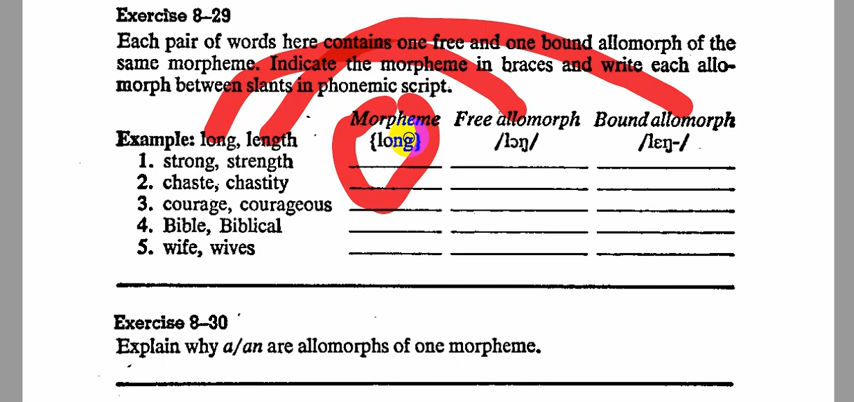 Exercise 8–29
Each pair of words here contains one free and one bound allomorph of the
same morpheme. Indicate the morpheme in braces and write each allo-
morph between slants in phonemic script.
Morpheme Free allomorph Bound allomorph
Example: long, length {long} /lɔŋ/ /lɛŋ-/
1. strong, strength
2. chaste, chastity
3. courage, courageous
4. Bible, Biblical
5. wife, wives
Exercise 8–30
Explain why a/an are allomorphs of one morpheme.